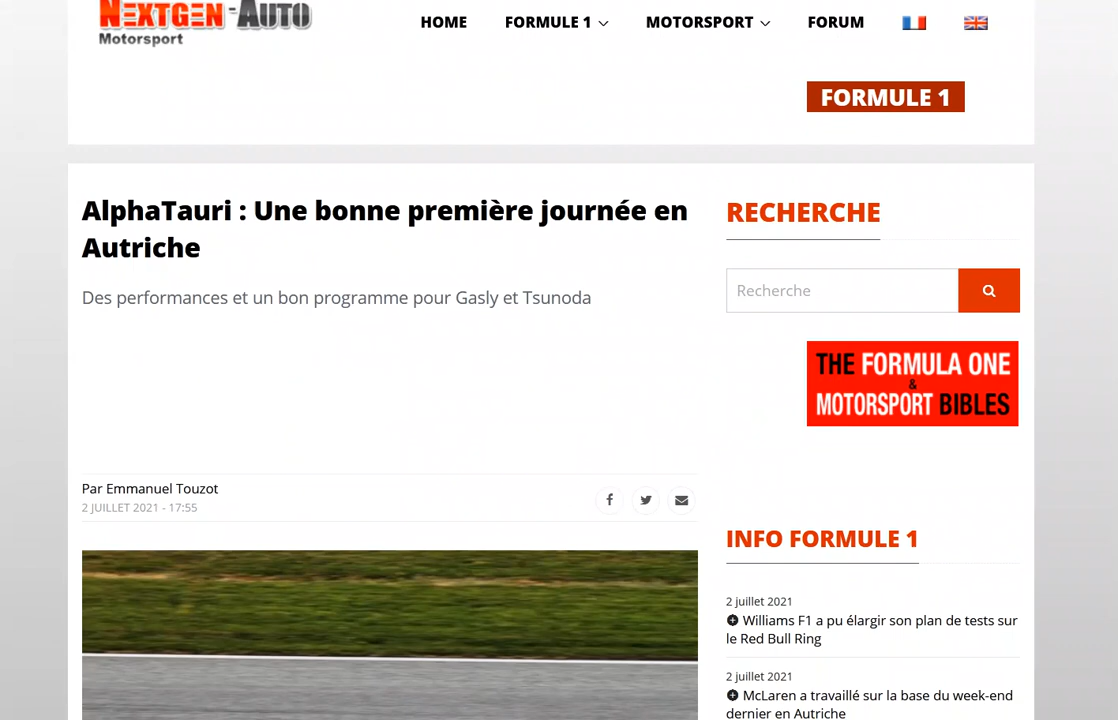 NEXTGEN-AUTO
Motorsport
HOME
FORMULE 1
MOTORSPORT
FORUM
FORMULE 1
AlphaTauri : Une bonne première journée en
Autriche
Des performances et un bon programme pour Gasly et Tsunoda
Par Emmanuel Touzot
2 JUILLET 2021 - 17:55
RECHERCHE
Recherche
THE FORMULA ONE
&
MOTORSPORT BIBLES
INFO FORMULE 1
2 juillet 2021
Williams F1 a pu élargir son plan de tests sur
le Red Bull Ring
2 juillet 2021
McLaren a travaillé sur la base du week-end
dernier en Autriche